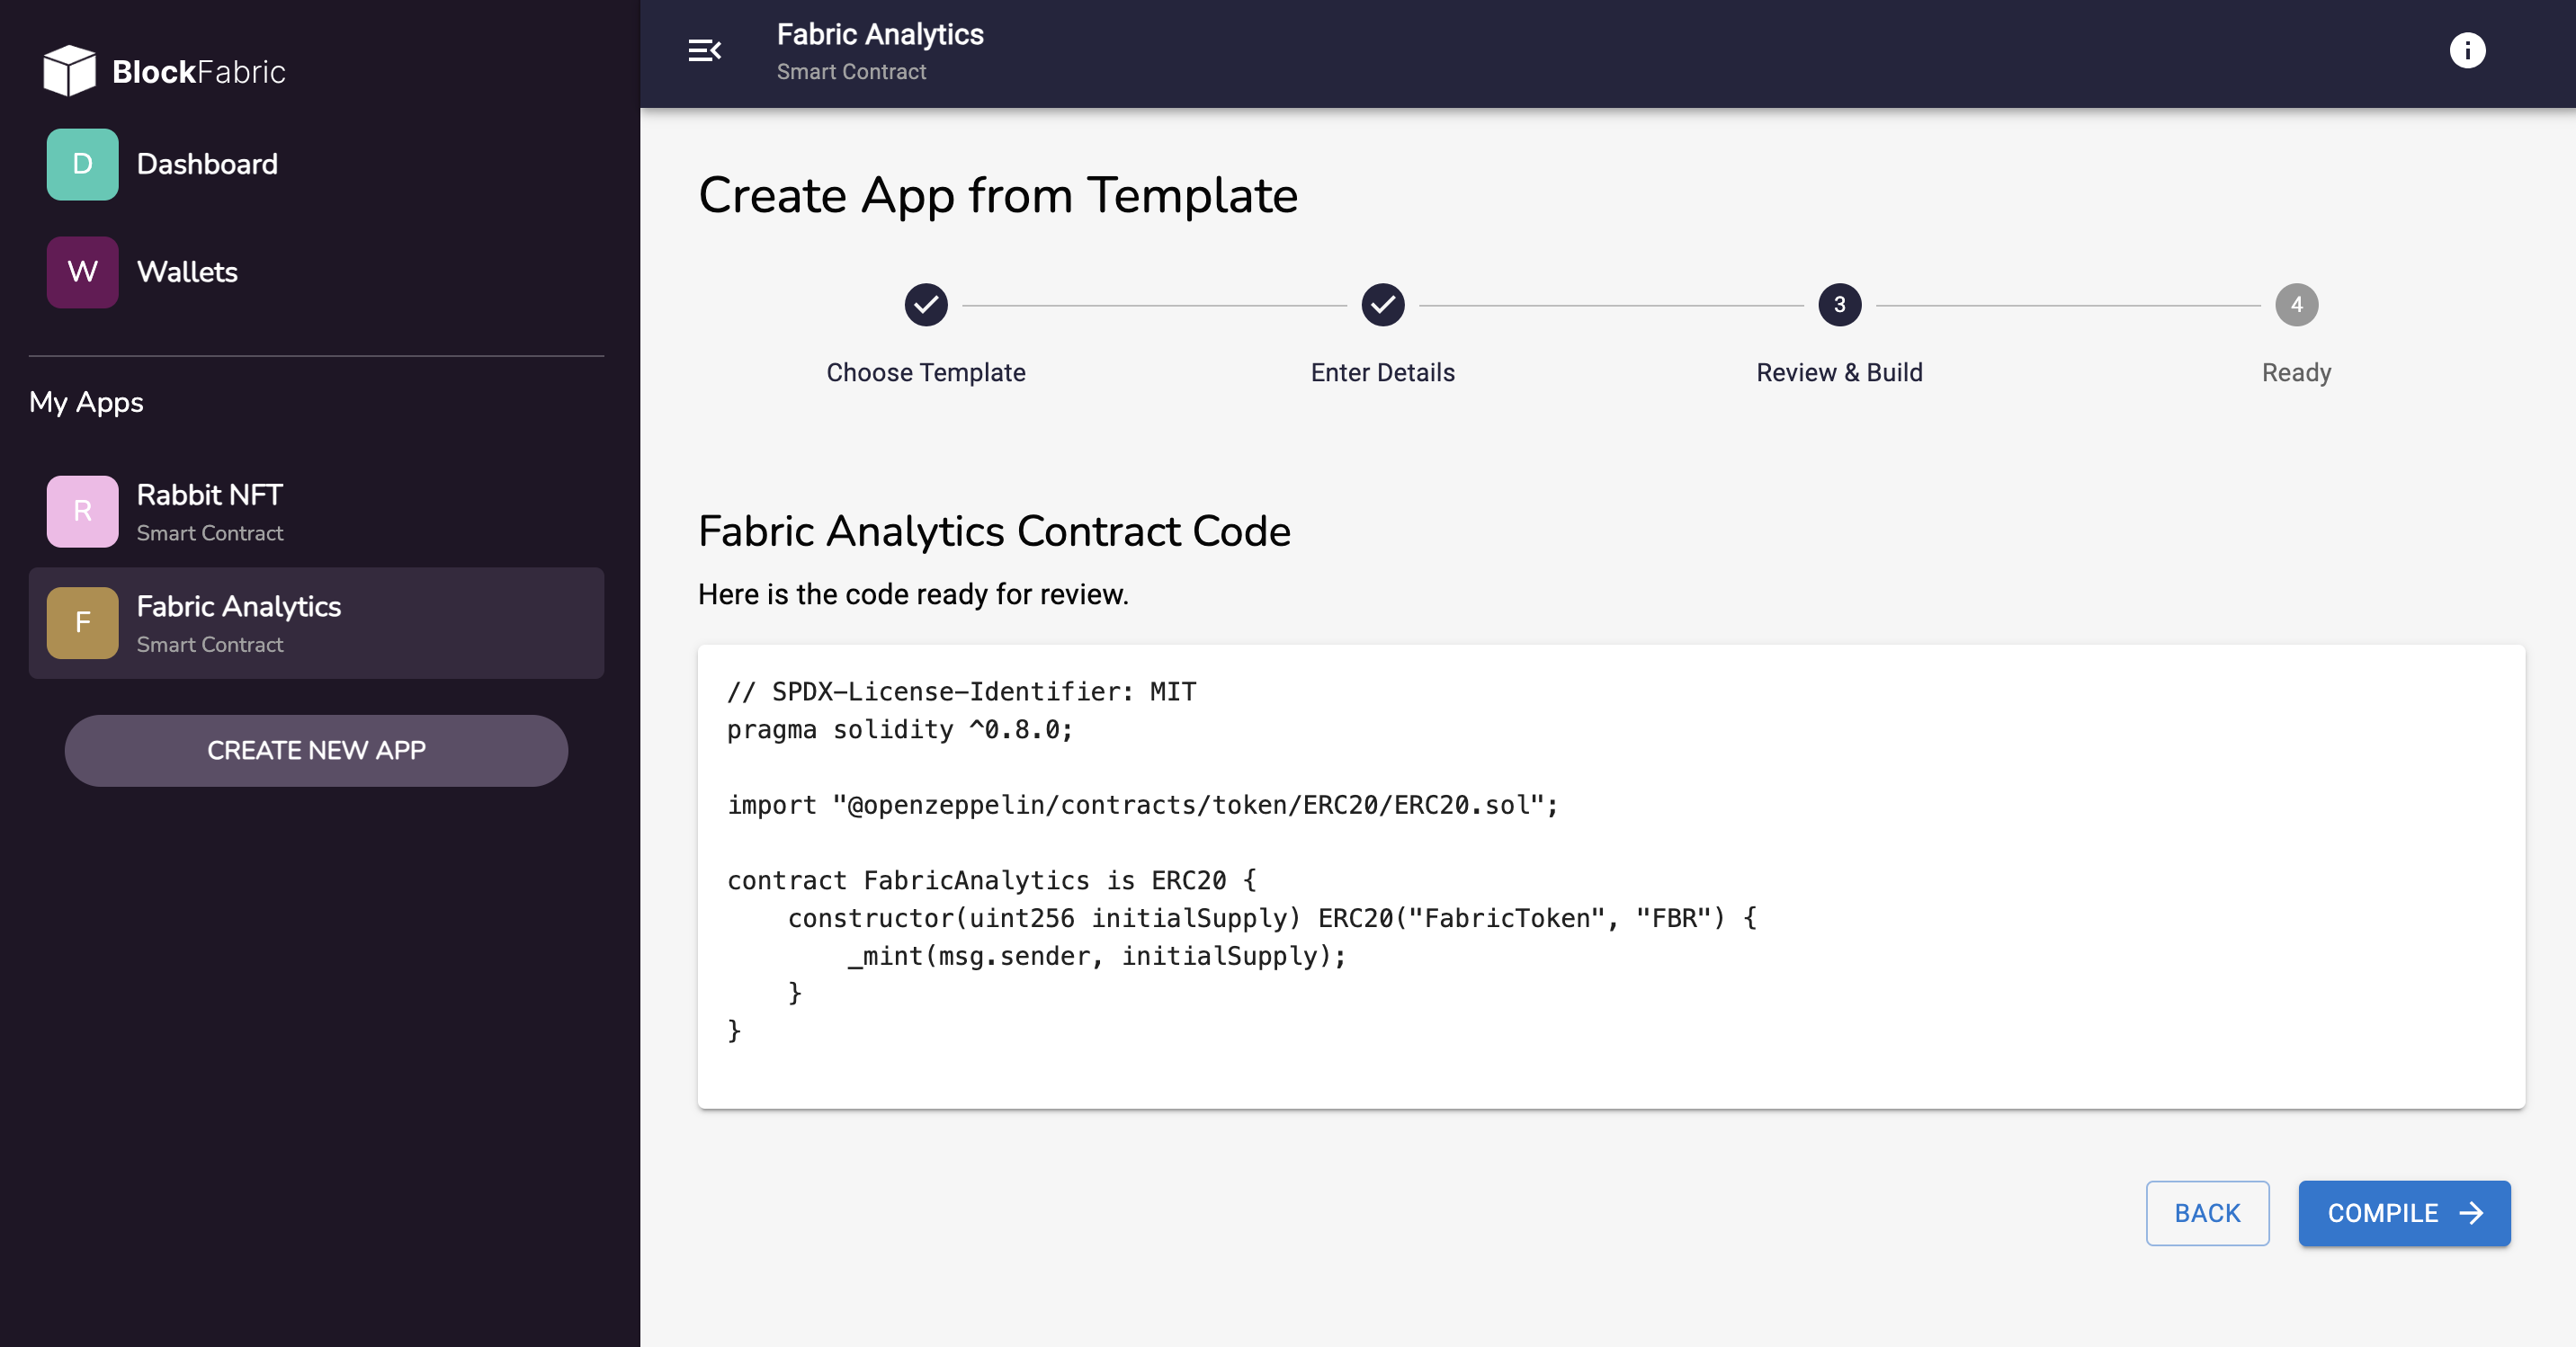 BlockFabric
D Dashboard
W Wallets
My Apps
R Rabbit NFT
Smart Contract
F Fabric Analytics
Smart Contract
CREATE NEW APP
Fabric Analytics
Smart Contract
i
Create App from Template
3
4
Choose Template
Enter Details
Review & Build
Ready
Fabric Analytics Contract Code
Here is the code ready for review.
// SPDX-License-Identifier: MIT
pragma solidity ^0.8.0;
import "@openzeppelin/contracts/token/ERC20/ERC20.sol";
contract FabricAnalytics is ERC20 {
    constructor(uint256 initialSupply) ERC20("FabricToken", "FBR") {
        _mint(msg.sender, initialSupply);
    }
}
BACK
COMPILE